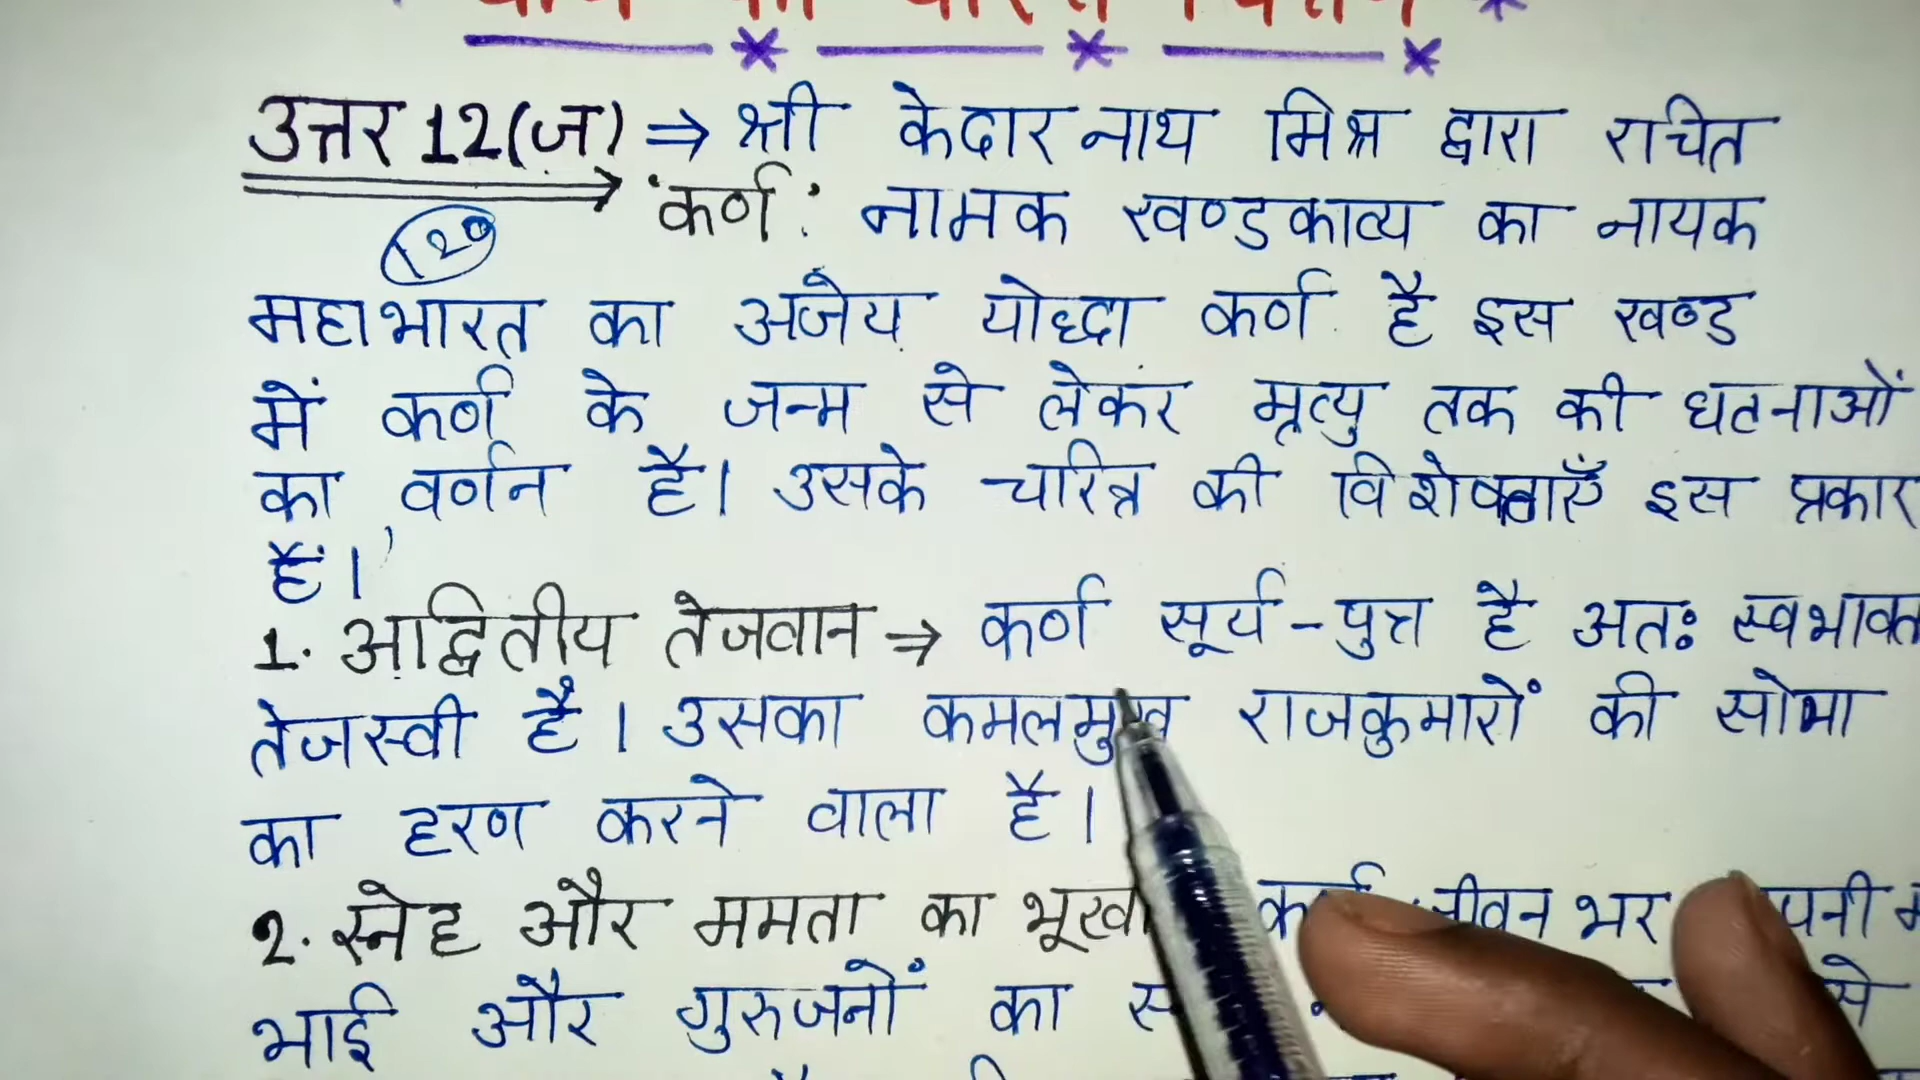 उत्तर 12(ज) ⇒ श्री केदारनाथ मिश्र द्वारा रचित
'कर्ण' नामक खण्डकाव्य का नायक
120
महाभारत का अजेय योद्धा कर्ण है इस खण्ड
में कर्ण के जन्म से लेकर मृत्यु तक की घटनाओं
का वर्णन है। उसके चरित्र की विशेषताएँ इस प्रकार
हैं।
1. अद्वितीय तेजवान ⇒ कर्ण सूर्य-पुत्र है अतः
तेजस्वी है। उसका कमलमुख राजकुमारों की सोभा
का हरण करने वाला है।
2. स्नेह और ममता का भूखा जीवन भर
भाई और गुरुजनों का से